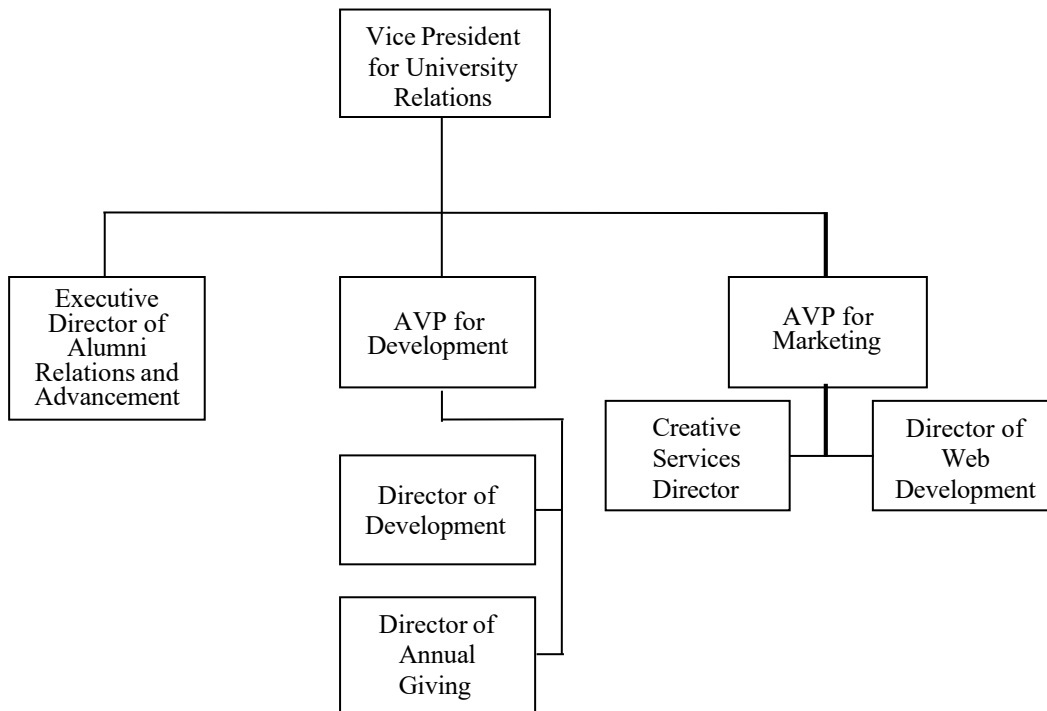 Vice President
for University
Relations
Executive
Director of
Alumni
Relations and
Advancement
AVP for
Development
AVP for
Marketing
Creative
Services
Director
Director of
Web
Development
Director of
Development
Director of
Annual
Giving